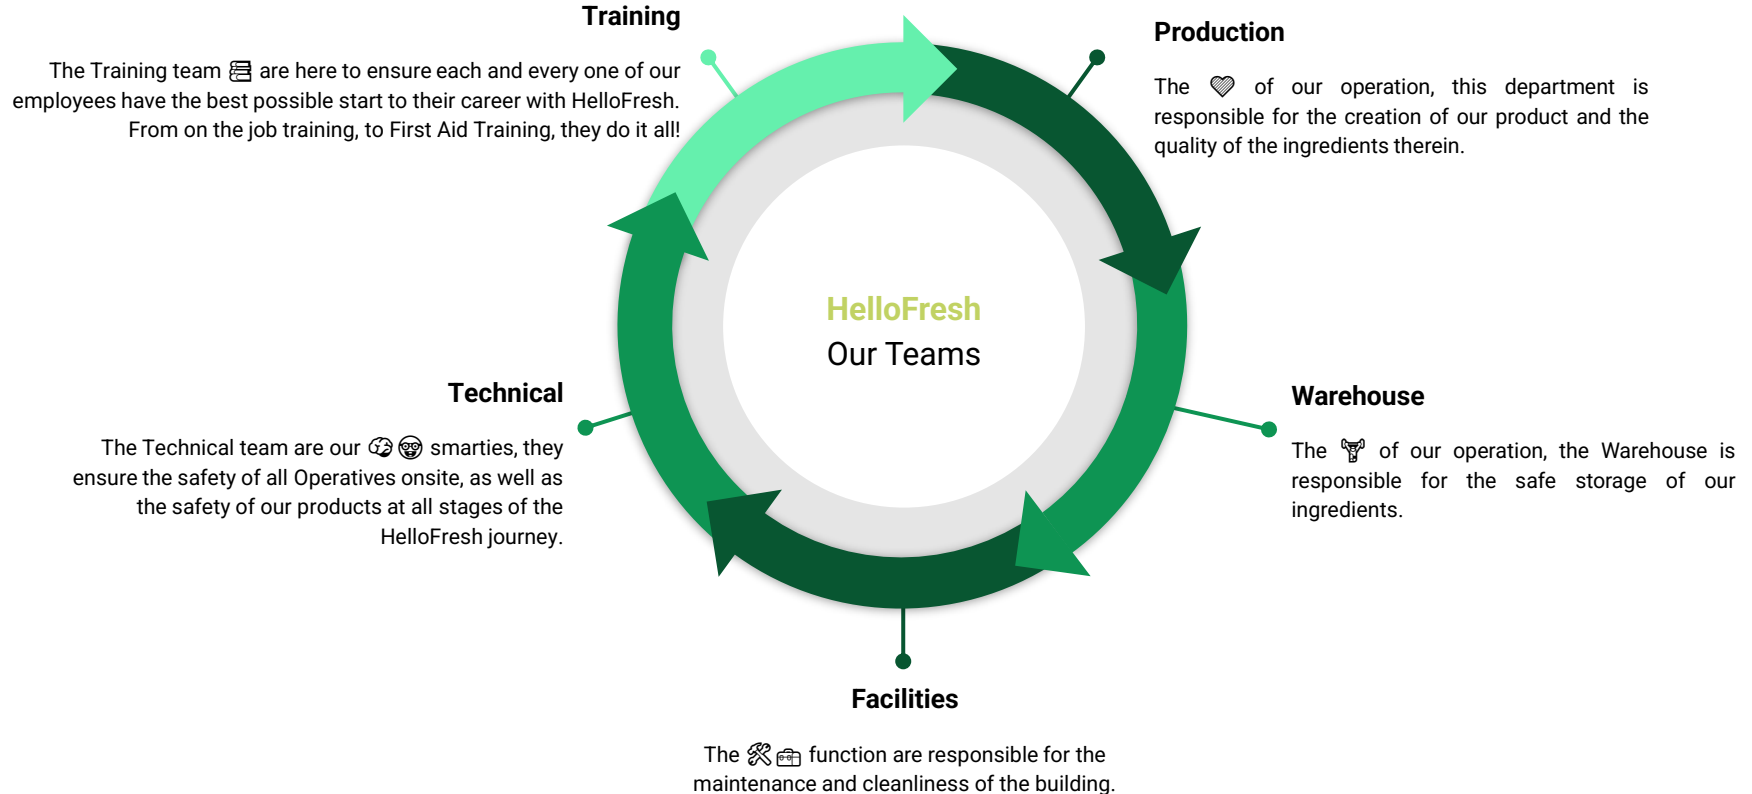 Training
The Training team 📚 are here to ensure each and every one of our
employees have the best possible start to their career with HelloFresh.
From on the job training, to First Aid Training, they do it all!
Production
The 💚 of our operation, this department is
responsible for the creation of our product and the
quality of the ingredients therein.
HelloFresh
Our Teams
Technical
The Technical team are our 🧠🤓 smarties, they
ensure the safety of all Operatives onsite, as well as
the safety of our products at all stages of the
HelloFresh journey.
Warehouse
The of our operation, the Warehouse is
responsible for the safe storage of our
ingredients.
Facilities
The 🛠🧰 function are responsible for the
maintenance and cleanliness of the building.